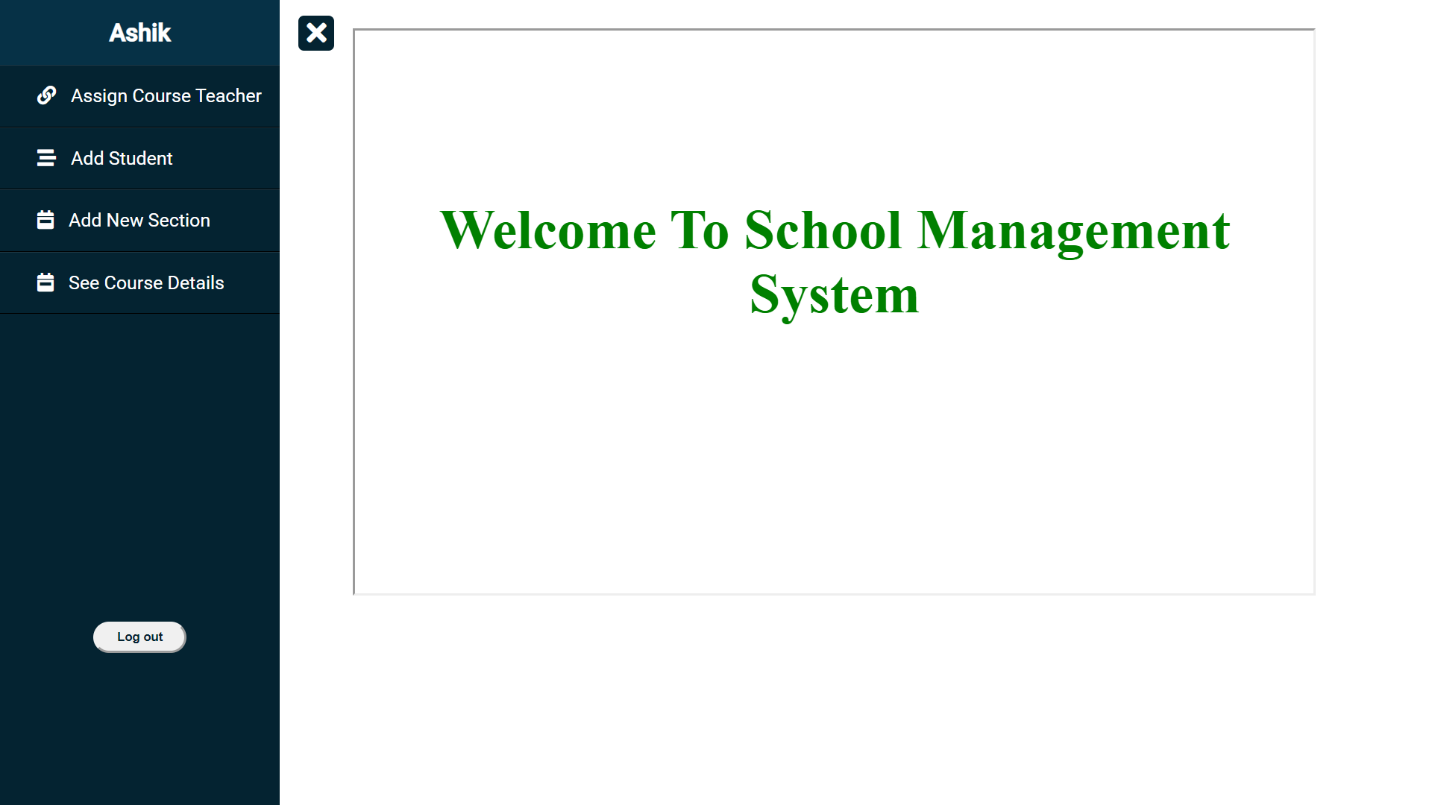 Ashik
Assign Course Teacher
Add Student
Add New Section
See Course Details
Log out
Welcome To School Management
System